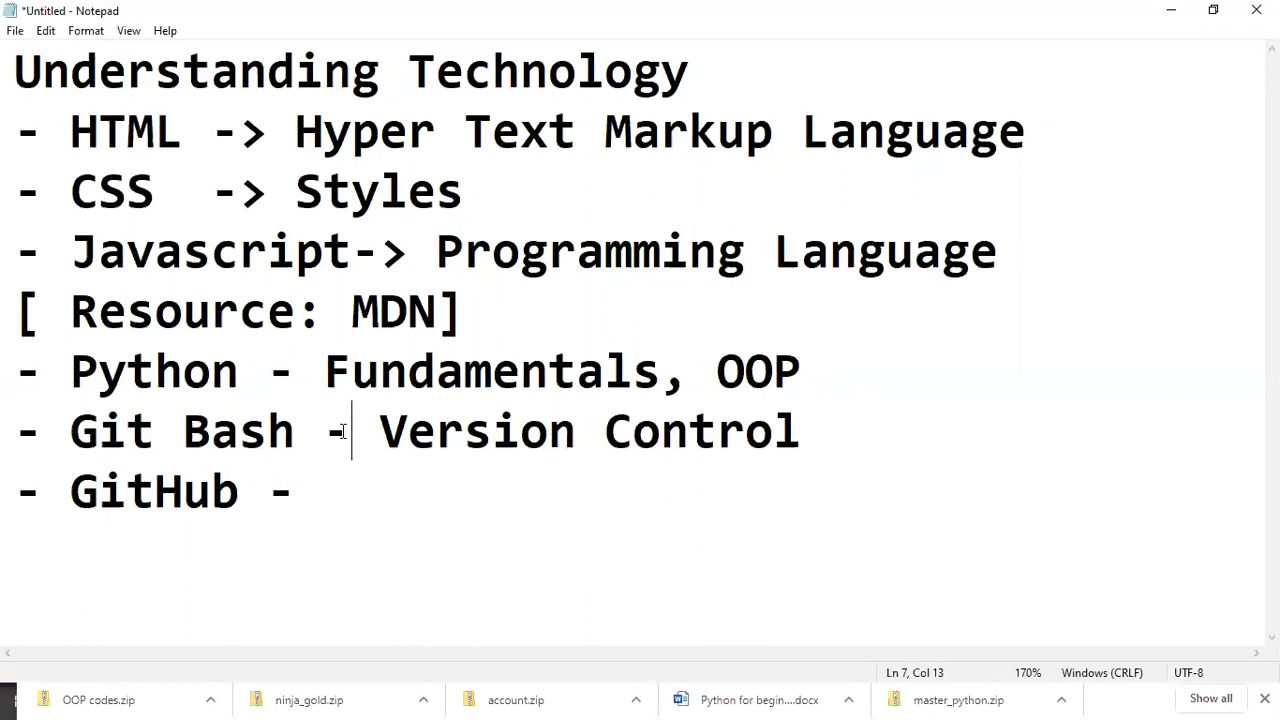 *Untitled - Notepad
File Edit Format View Help
Understanding Technology
- HTML -> Hyper Text Markup Language
- CSS  -> Styles
- Javascript-> Programming Language
[ Resource: MDN]
- Python - Fundamentals, OOP
- Git Bash - Version Control
- GitHub -
Ln 7, Col 13 170% Windows (CRLF) UTF-8
OOP codes.zip ninja_gold.zip account.zip Python for begin....docx master_python.zip Show all